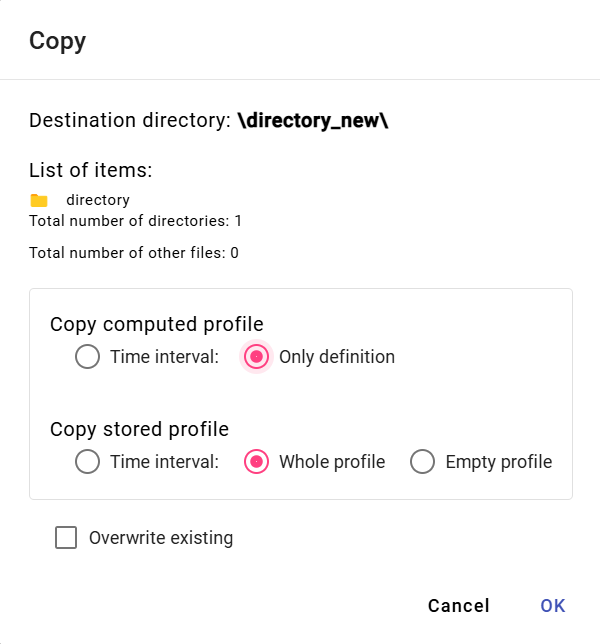 Copy
Destination directory: \directory_new\
List of items:
directory
Total number of directories: 1
Total number of other files: 0
Copy computed profile
Time interval: Only definition
Copy stored profile
Time interval: Whole profile Empty profile
Overwrite existing
Cancel OK